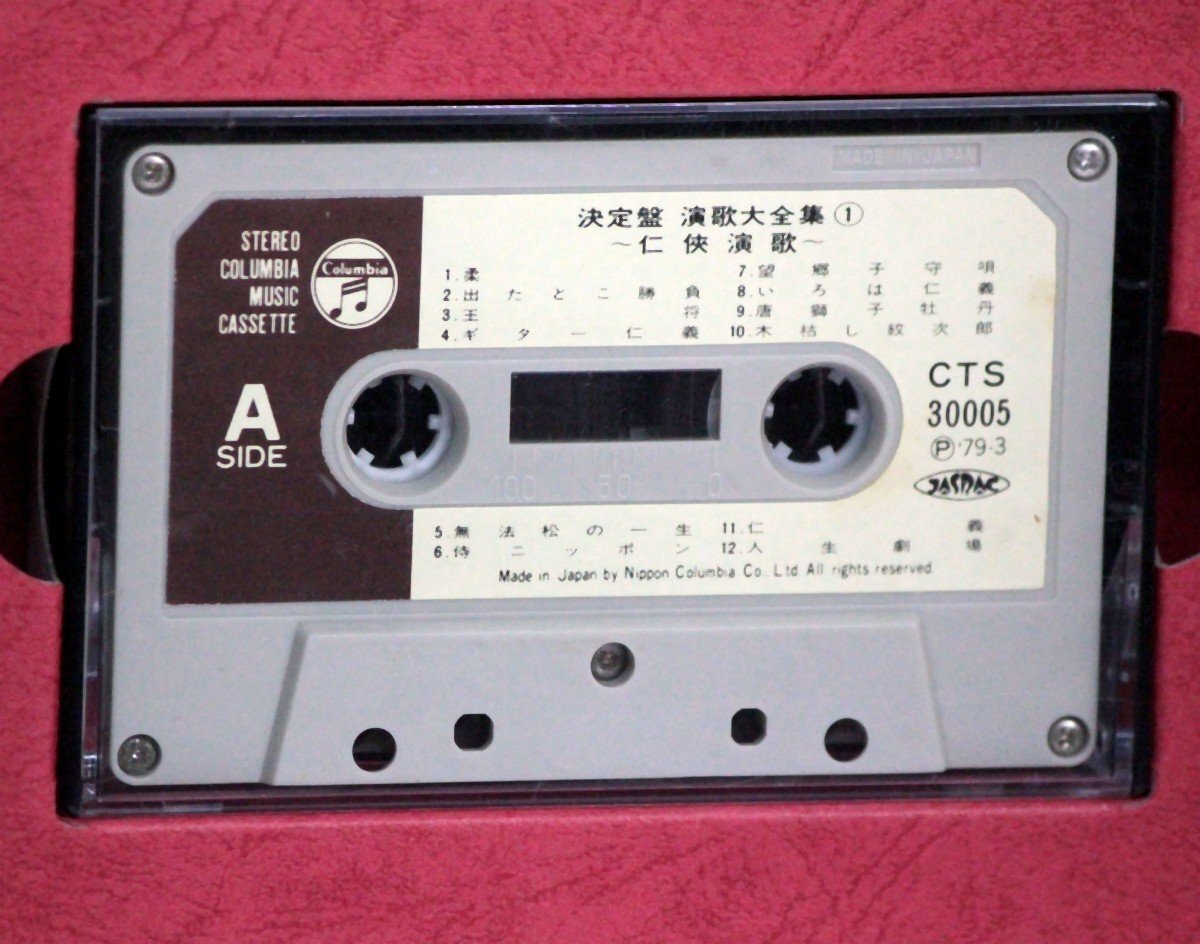 MADE IN JAPAN
STEREO
COLUMBIA
MUSIC
CASSETTE
Columbia
A
SIDE
決定盤 演歌大全集①
～仁侠演歌～
1.柔
2.出たとこ勝負
3.王将
4.ギター仁義
7.望郷子守唄
8.いろは仁義
9.唐獅子牡丹
10.木枯し紋次郎
CTS
30005
Ⓟ'79·3
JASRAC
100 50 0
5.無法松の一生
6.侍ニッポン
11.仁義
12.人生劇場
Made in Japan by Nippon Columbia Co., Ltd. All rights reserved